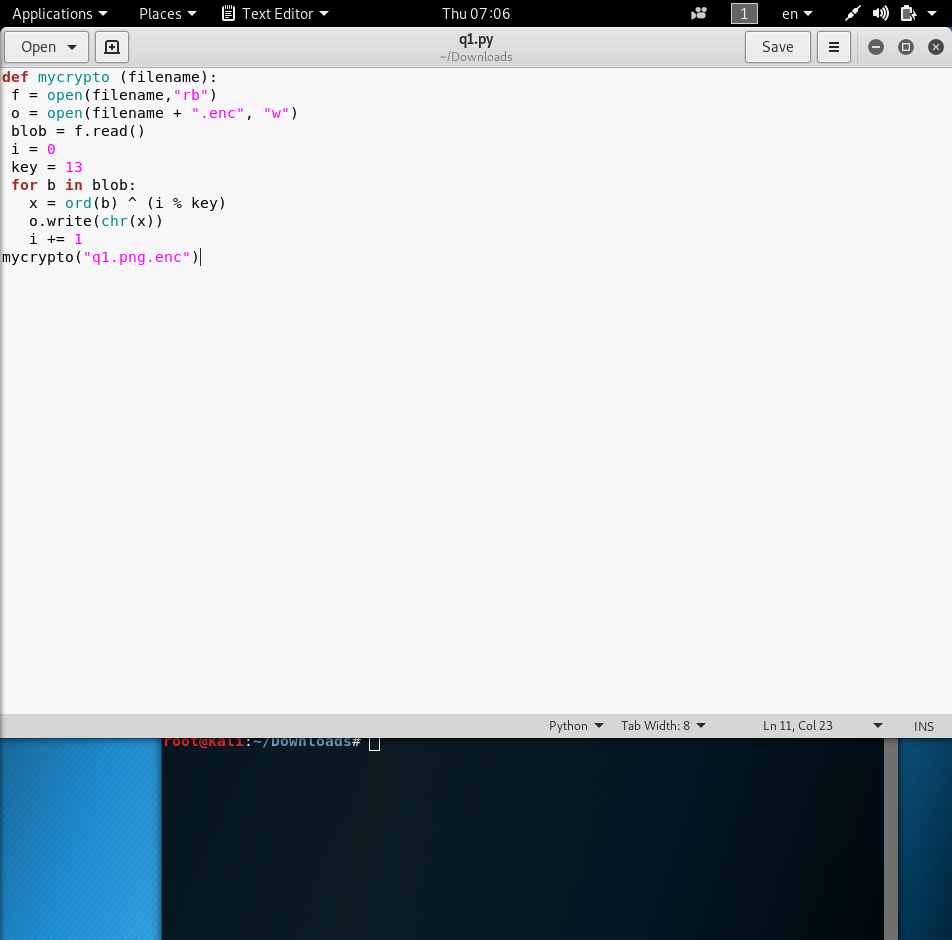 Applications Places Text Editor Thu 07:06 1 en
Open q1.py Save
~/Downloads
def mycrypto (filename):
 f = open(filename,"rb")
 o = open(filename + ".enc", "w")
 blob = f.read()
 i = 0
 key = 13
 for b in blob:
   x = ord(b) ^ (i % key)
   o.write(chr(x))
   i += 1
mycrypto("q1.png.enc")
Python Tab Width: 8 Ln 11, Col 23 INS
root@kali:~/Downloads#